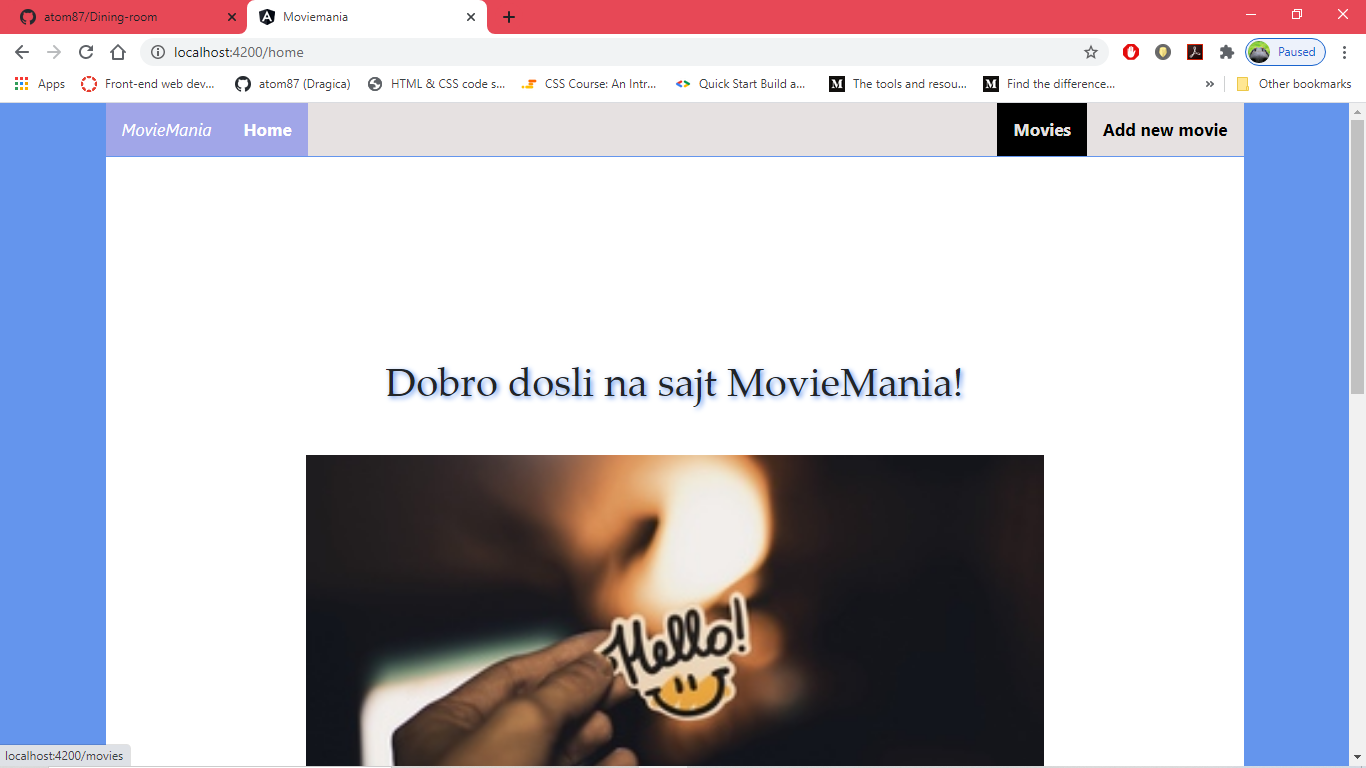 atom87/Dining-room
Moviemania
localhost:4200/home
Paused
Apps
Front-end web dev...
atom87 (Dragica)
HTML & CSS code s...
CSS Course: An Intr...
Quick Start Build a...
The tools and resou...
Find the difference...
Other bookmarks
MovieMania Home Movies Add new movie
Dobro dosli na sajt MovieMania!
Hello!
localhost:4200/movies